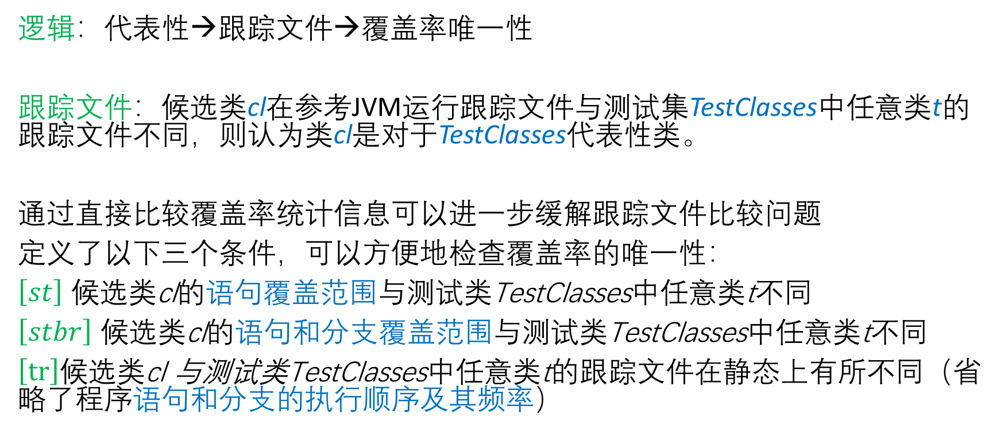 逻辑：代表性→跟踪文件→覆盖率唯一性
跟踪文件：候选类cl在参考JVM运行跟踪文件与测试集TestClasses中任意类t的
跟踪文件不同，则认为类cl是对于TestClasses代表性类。
通过直接比较覆盖率统计信息可以进一步缓解跟踪文件比较问题
定义了以下三个条件，可以方便地检查覆盖率的唯一性：
[st] 候选类cl的语句覆盖范围与测试类TestClasses中任意类t不同
[stbr] 候选类cl的语句和分支覆盖范围与测试类TestClasses中任意类t不同
[tr]候选类cl 与测试类TestClasses中任意类t的跟踪文件在静态上有所不同（省
略了程序语句和分支的执行顺序及其频率）